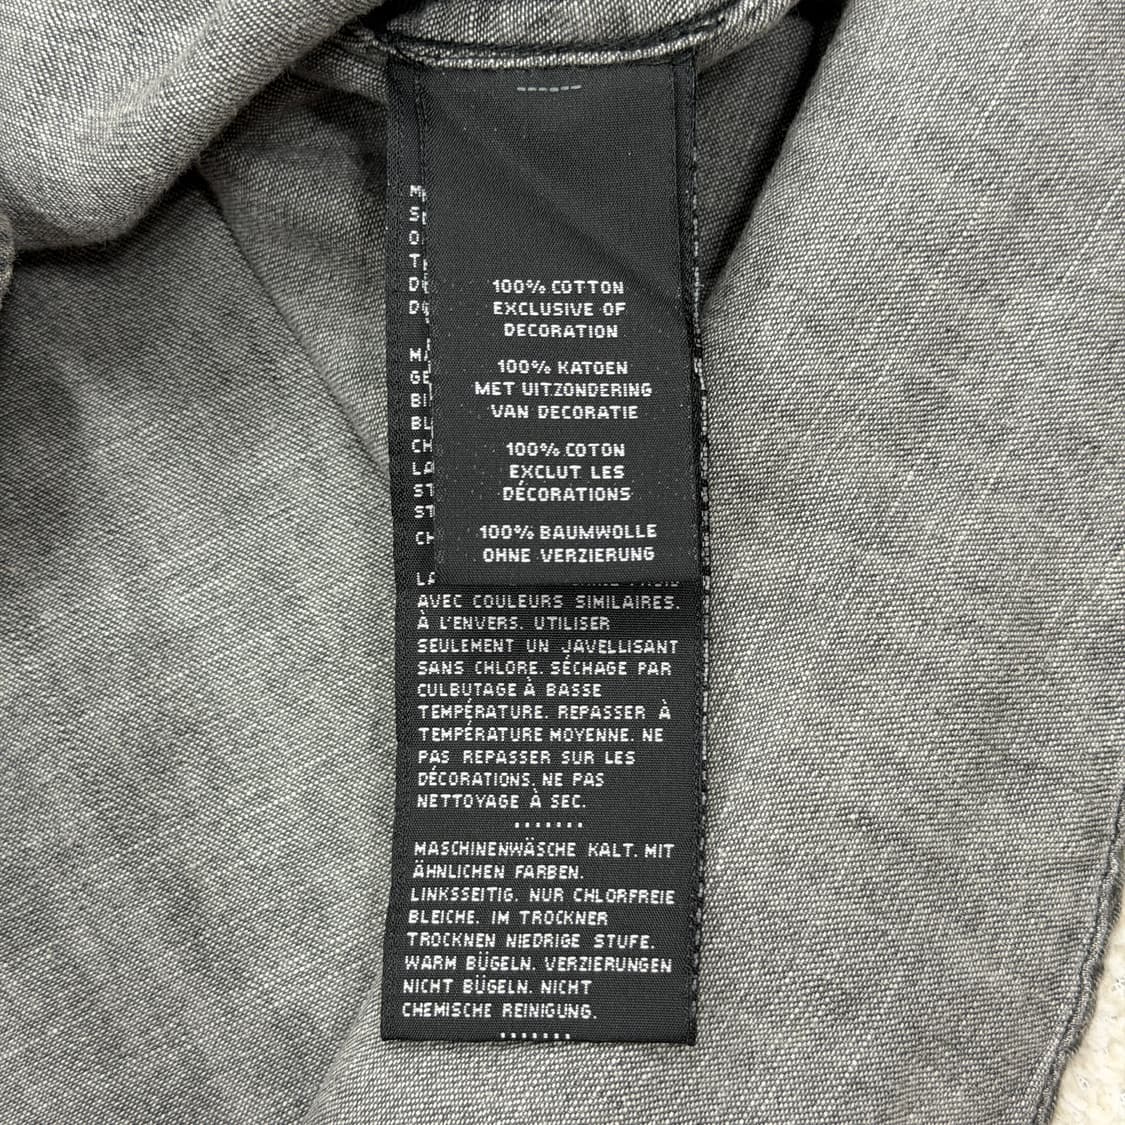 100% COTTON
EXCLUSIVE OF
DECORATION
100% KATOEN
MET UITZONDERING
VAN DECORATIE
100% COTON
EXCLUT LES
DÉCORATIONS
100% BAUMWOLLE
OHNE VERZIERUNG
AVEC COULEURS SIMILAIRES.
À L'ENVERS. UTILISER
SEULEMENT UN JAVELLISANT
SANS CHLORE. SÉCHAGE PAR
CULBUTAGE À BASSE
TEMPÉRATURE. REPASSER À
TEMPÉRATURE MOYENNE. NE
PAS REPASSER SUR LES
DÉCORATIONS. NE PAS
NETTOYAGE À SEC.
MASCHINENWÄSCHE KALT. MIT
ÄHNLICHEN FARBEN.
LINKSSEITIG. NUR CHLORFREIE
BLEICHE. IM TROCKNER
TROCKNEN NIEDRIGE STUFE.
WARM BÜGELN. VERZIERUNGEN
NICHT BÜGELN. NICHT
CHEMISCHE REINIGUNG.